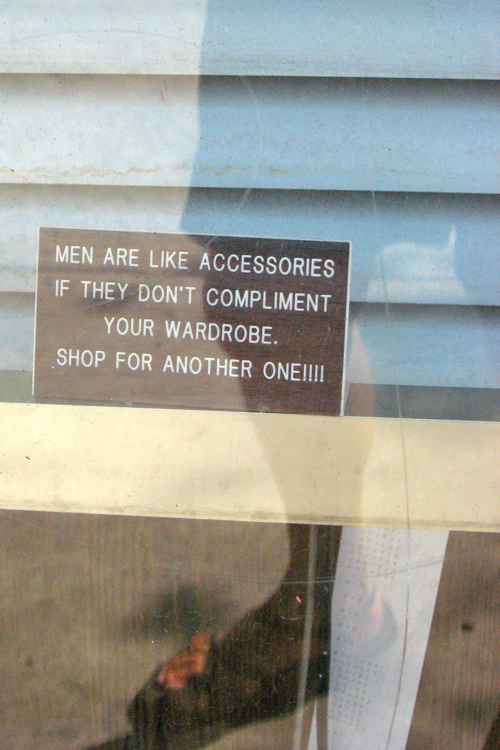 MEN ARE LIKE ACCESSORIES
IF THEY DON'T COMPLIMENT
YOUR WARDROBE.
SHOP FOR ANOTHER ONE!!!!